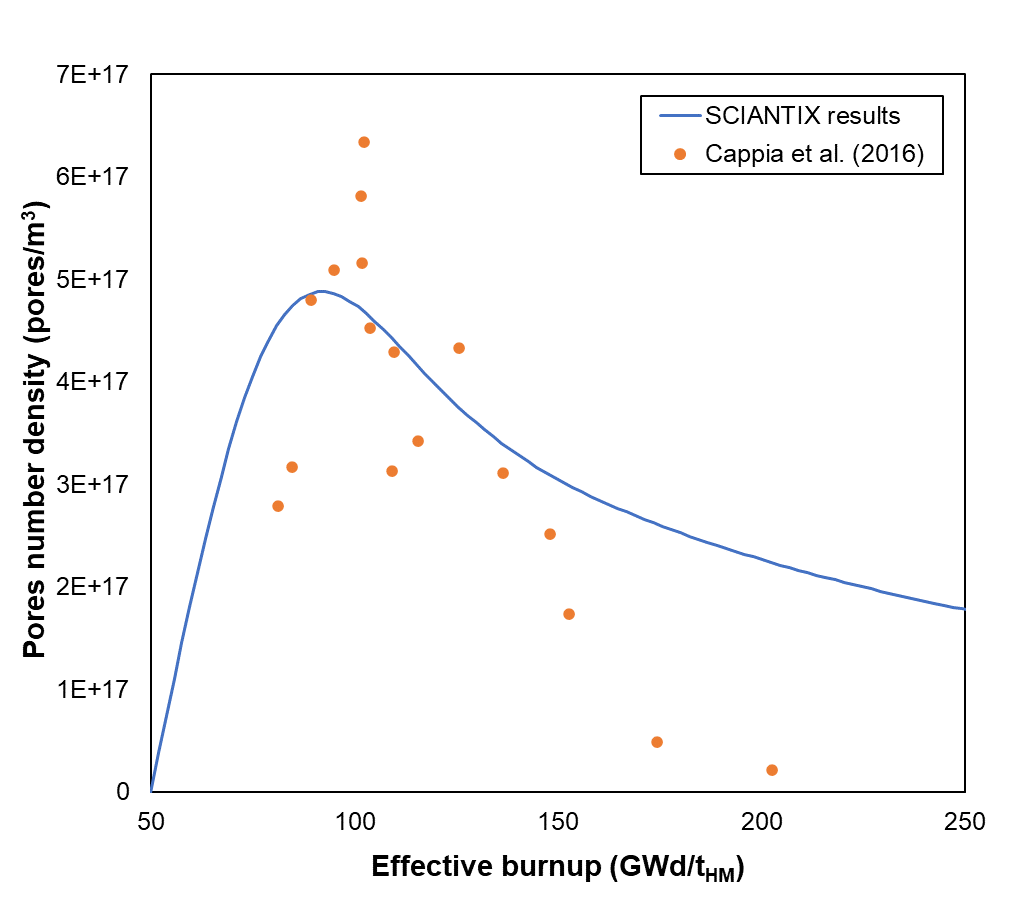 7E+17
6E+17
5E+17
4E+17
3E+17
2E+17
1E+17
0
Pores number density (pores/m³)
SCIANTIX results
Cappia et al. (2016)
50
100
150
200
250
Effective burnup (GWd/tHM)